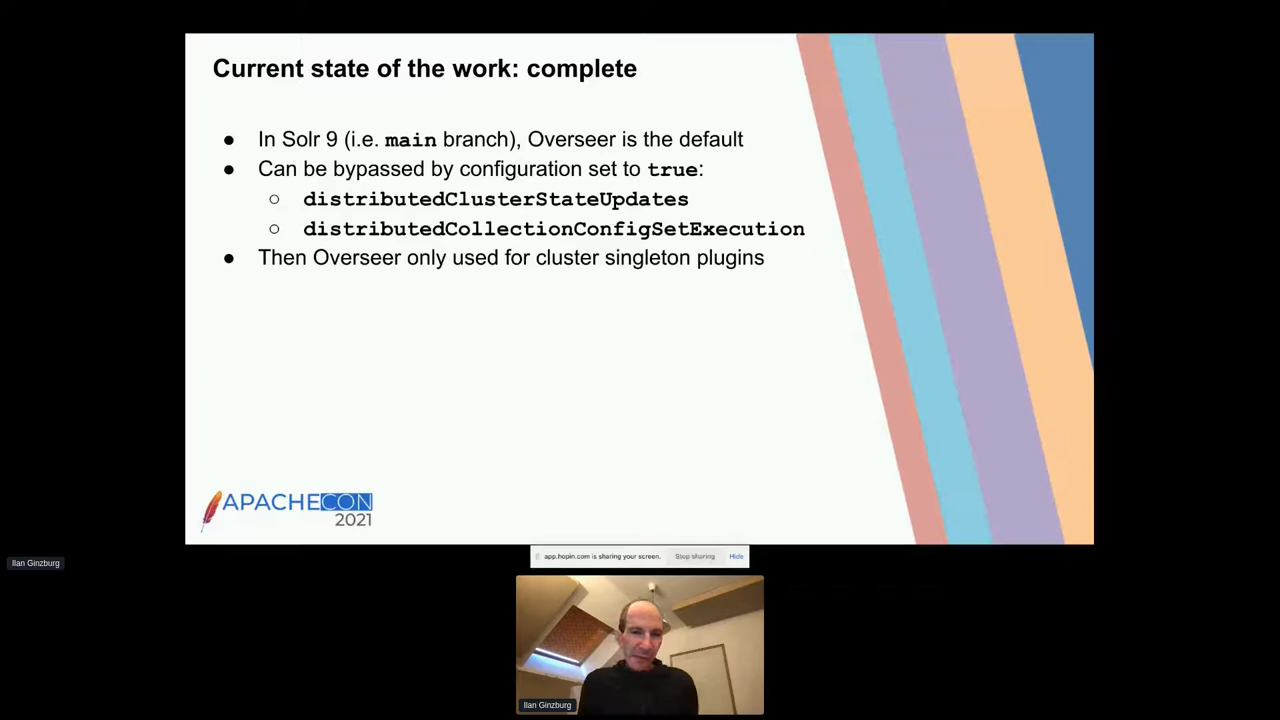 Current state of the work: complete
● In Solr 9 (i.e. main branch), Overseer is the default
● Can be bypassed by configuration set to true:
○ distributedClusterStateUpdates
○ distributedCollectionConfigSetExecution
● Then Overseer only used for cluster singleton plugins
APACHECON
2021
app.hopin.com is sharing your screen. Stop sharing Hide
Ilan Ginzburg
Ilan Ginzburg